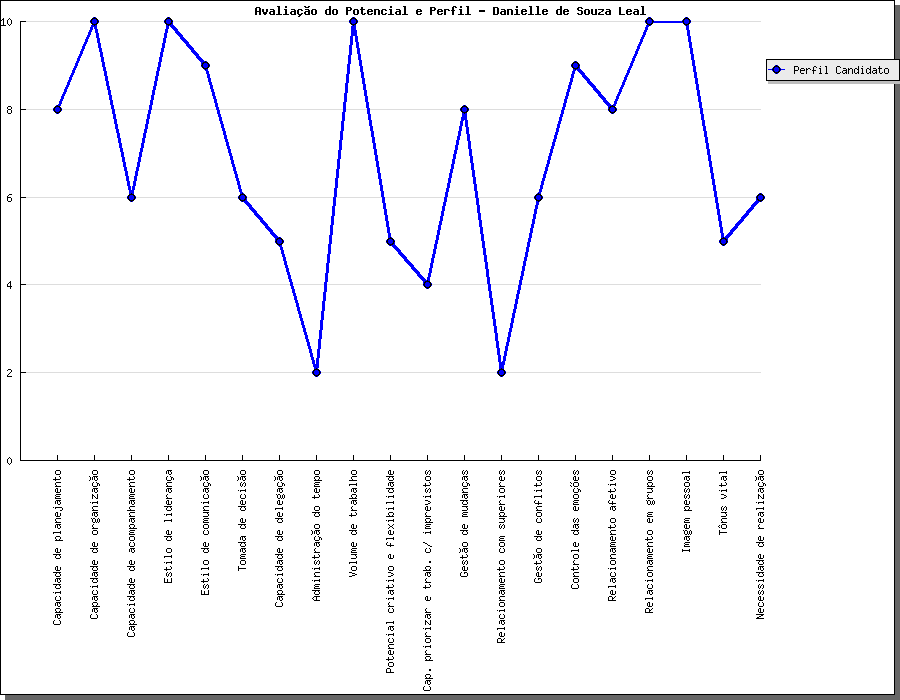 Avaliação do Potencial e Perfil - Danielle de Souza Leal
Perfil Candidato
10
8
6
4
2
0
Capacidade de planejamento
Capacidade de organização
Capacidade de acompanhamento
Estilo de liderança
Estilo de comunicação
Tomada de decisão
Capacidade de delegação
Administração do tempo
Volume de trabalho
Potencial criativo e flexibilidade
Cap. priorizar e trab. c/ imprevistos
Gestão de mudanças
Relacionamento com superiores
Gestão de conflitos
Controle das emoções
Relacionamento afetivo
Relacionamento em grupos
Imagem pessoal
Tônus vital
Necessidade de realização